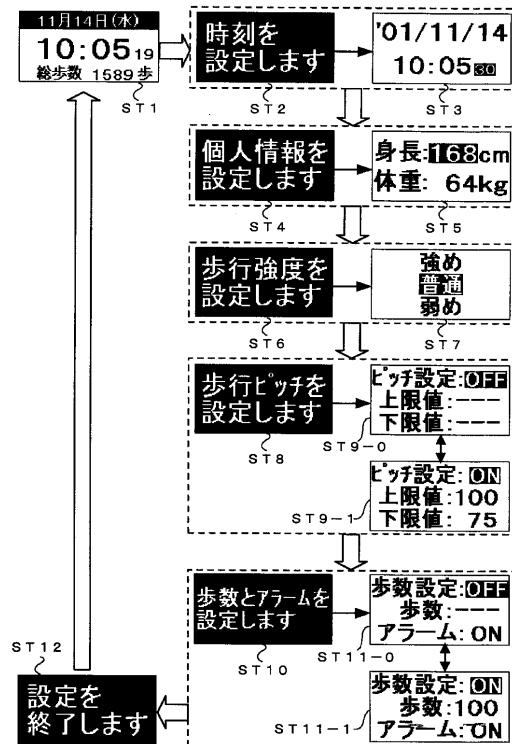 11月14日(水)
10:05 19
総歩数 1589歩
ST1
時刻を
設定します
ST2
'01/11/14
10:05 30
ST3
個人情報を
設定します
ST4
身長:168cm
体重: 64kg
ST5
歩行強度を
設定します
ST6
強め
普通
弱め
ST7
歩行ピッチを
設定します
ST8
ピッチ設定:OFF
上限値:---
下限値:---
ST9-0
ピッチ設定:ON
上限値:100
下限値: 75
ST9-1
歩数とアラームを
設定します
ST10
歩数設定:OFF
歩数:---
アラーム:ON
ST11-0
歩数設定:ON
歩数:100
アラーム:ON
ST11-1
ST12
設定を
終了します